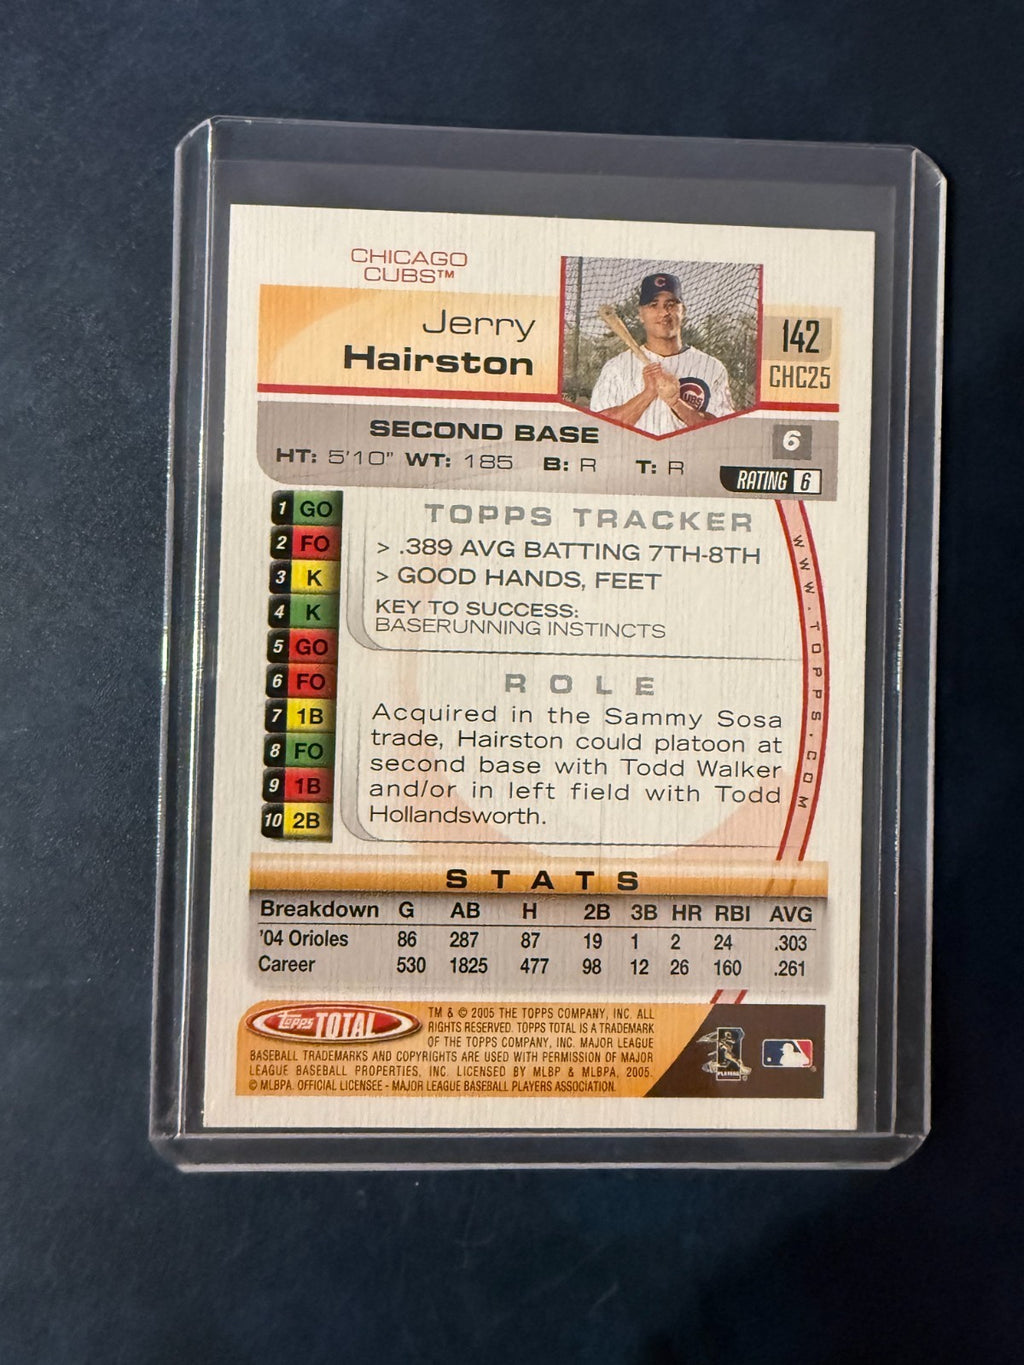 CHICAGO
CUBS™
Jerry
Hairston
142
CHC25
SECOND BASE
6
HT: 5'10" WT: 185 B: R T: R
RATING 6
1 GO
2 FO
3 K
4 K
5 GO
6 FO
7 1B
8 FO
9 1B
10 2B
TOPPS TRACKER
> .389 AVG BATTING 7TH-8TH
> GOOD HANDS, FEET
KEY TO SUCCESS:
BASERUNNING INSTINCTS
WWW.TOPPS.COM
ROLE
Acquired in the Sammy Sosa
trade, Hairston could platoon at
second base with Todd Walker
and/or in left field with Todd
Hollandsworth.
STATS
Breakdown G AB H 2B 3B HR RBI AVG
'04 Orioles 86 287 87 19 1 2 24 .303
Career 530 1825 477 98 12 26 160 .261
Topps TOTAL
TM & © 2005 THE TOPPS COMPANY, INC. ALL
RIGHTS RESERVED. TOPPS TOTAL IS A TRADEMARK
OF THE TOPPS COMPANY, INC. MAJOR LEAGUE
BASEBALL TRADEMARKS AND COPYRIGHTS ARE USED WITH PERMISSION OF MAJOR
LEAGUE BASEBALL PROPERTIES, INC. LICENSED BY MLBP & MLBPA, 2005.
© MLBPA. OFFICIAL LICENSEE - MAJOR LEAGUE BASEBALL PLAYERS ASSOCIATION.